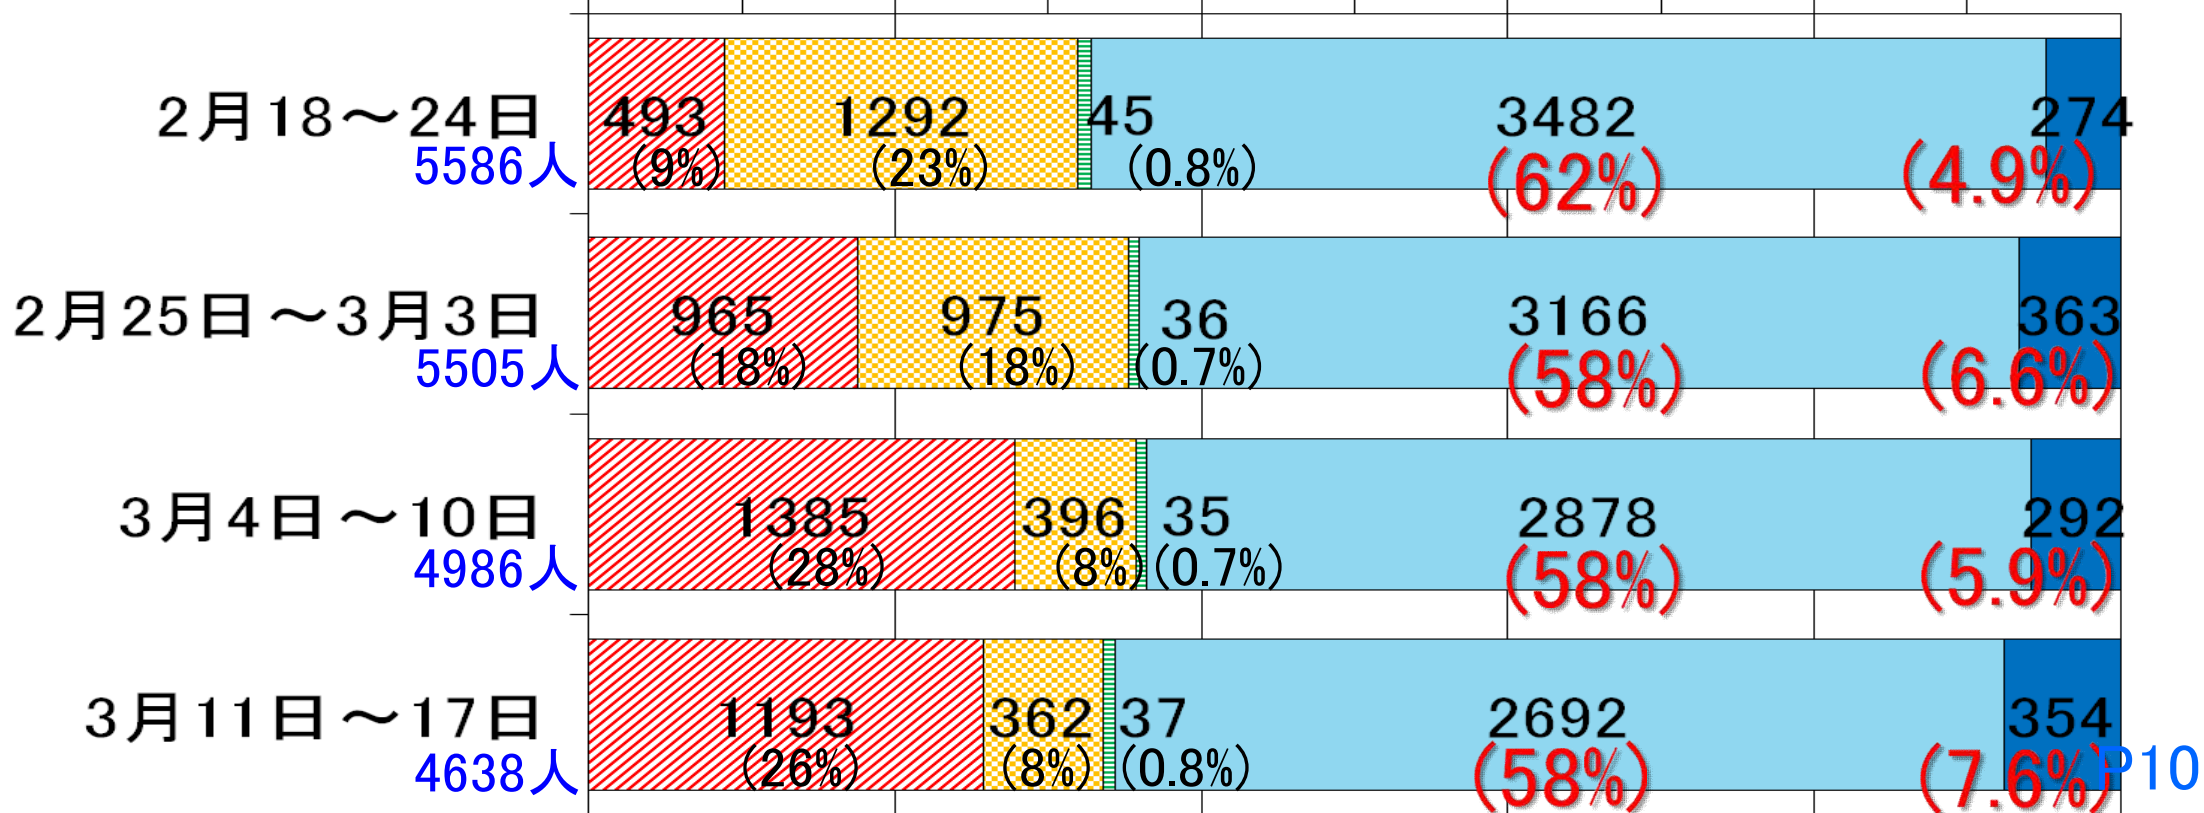 2月18～24日 493 1292 45 3482 274
5586人 (9%) (23%) (0.8%) (62%) (4.9%)
2月25日～3月3日 965 975 36 3166 363
5505人 (18%) (18%) (0.7%) (58%) (6.6%)
3月4日～10日 1385 396 35 2878 292
4986人 (28%) (8%) (0.7%) (58%) (5.9%)
3月11日～17日 1193 362 37 2692 354
4638人 (26%) (8%) (0.8%) (58%) (7.6%) P10